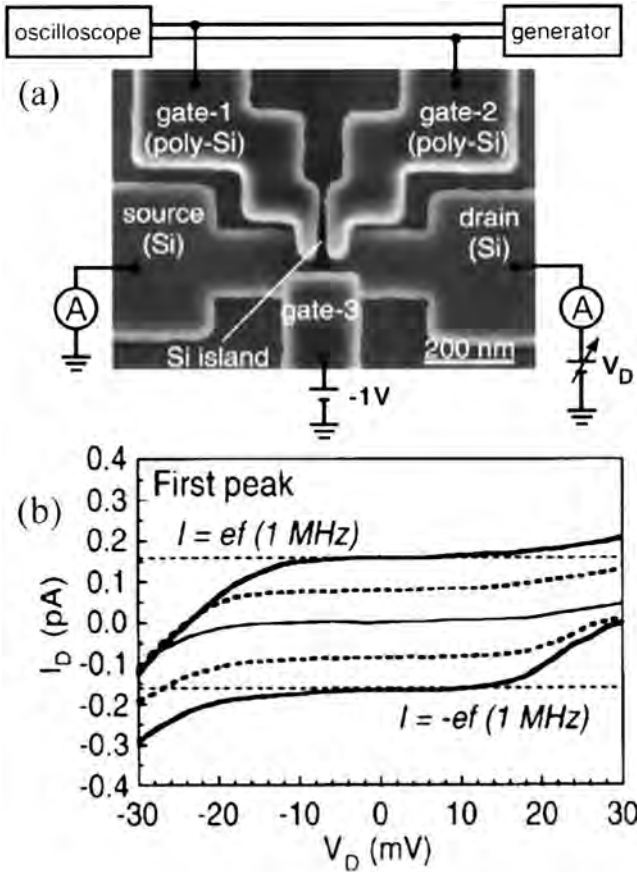 oscilloscope
generator
(a)
gate-1
(poly-Si)
gate-2
(poly-Si)
source
(Si)
drain
(Si)
A
A
gate-3
Si island
200 nm
V_D
-1V
(b)
0.4
0.3
0.2
0.1
0.0
-0.1
-0.2
-0.3
-0.4
I_D (pA)
First peak
I = ef (1 MHz)
I = -ef (1 MHz)
-30
-20
-10
0
10
20
30
V_D (mV)